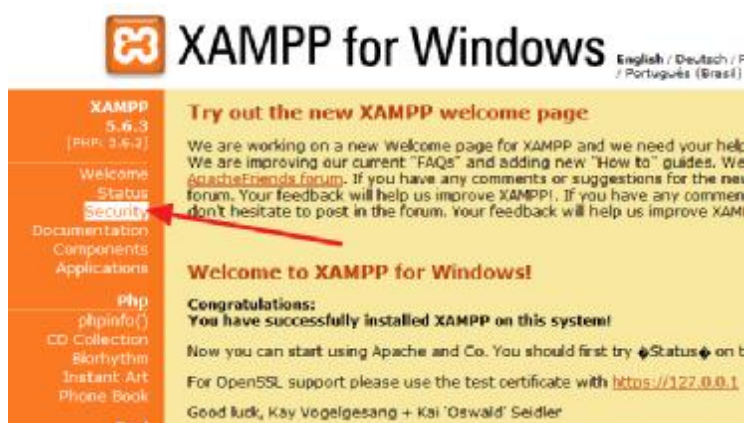 XAMPP for Windows
English / Deutsch /
/ Português (Brasil)
XAMPP
5.6.3
[PHP: 5.6.3]
Welcome
Status
Security
Documentation
Components
Applications
Php
phpinfo()
CD Collection
Biorhythm
Instant Art
Phone Book
Try out the new XAMPP welcome page
We are working on a new Welcome page for XAMPP and we need your help
We are improving our current "FAQs" and adding new "How to" guides. We
ApacheFriends forum. If you have any comments or suggestions for the new
forum. Your feedback will help us improve XAMPP!. If you have any commen
don't hesitate to post in the forum. Your feedback will help us improve XAM
Welcome to XAMPP for Windows!
Congratulations:
You have successfully installed XAMPP on this system!
Now you can start using Apache and Co. You should first try �Status� on t
For OpenSSL support please use the test certificate with https://127.0.0.1
Good luck, Kay Vogelgesang + Kai 'Oswald' Seidler